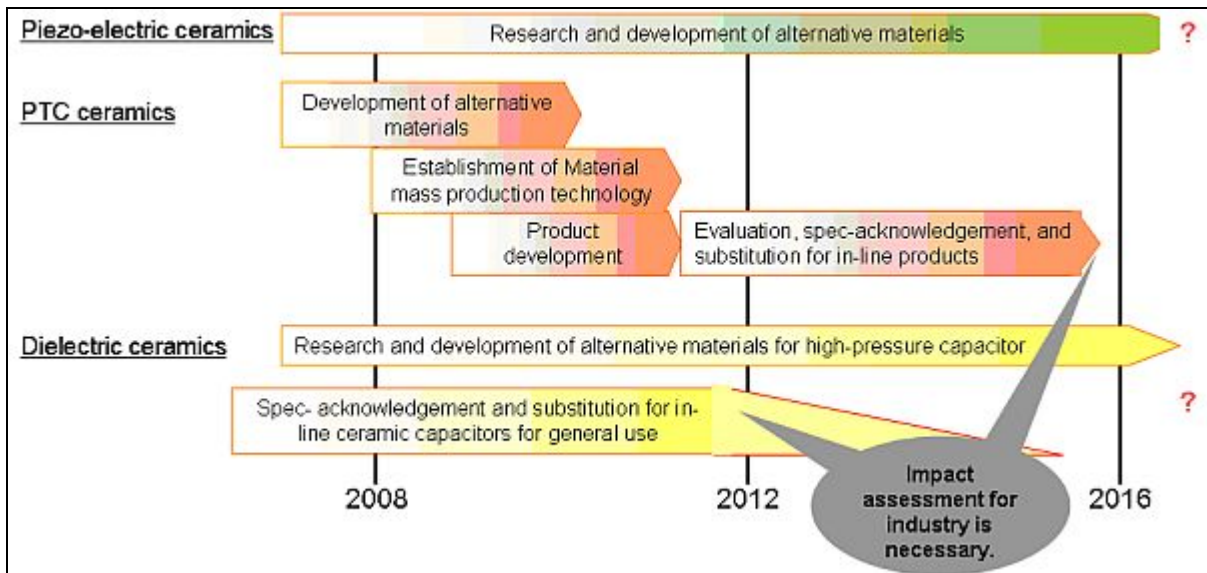 Piezo-electric ceramics
Research and development of alternative materials
?
PTC ceramics
Development of alternative
materials
Establishment of Material
mass production technology
Product
development
Evaluation, spec-acknowledgement, and
substitution for in-line products
Dielectric ceramics
Research and development of alternative materials for high-pressure capacitor
Spec- acknowledgement and substitution for in-
line ceramic capacitors for general use
?
Impact
assessment for
industry is
necessary.
2008
2012
2016